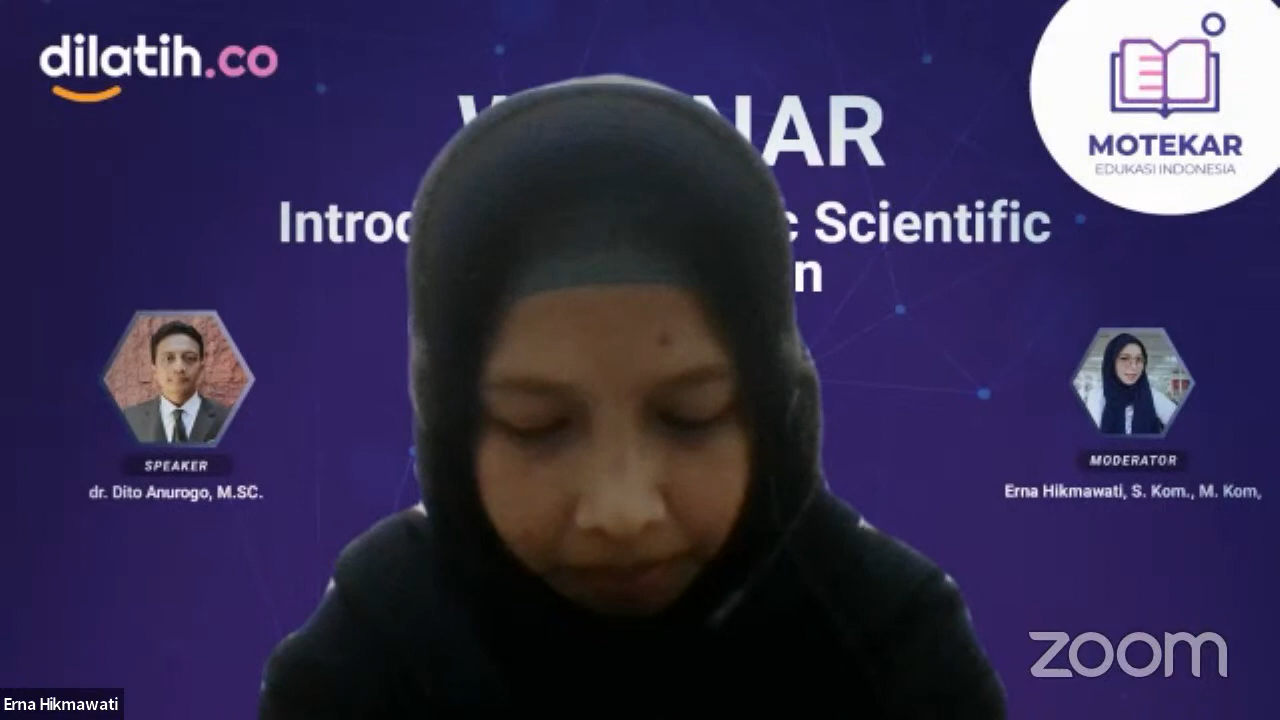 dilatih.co
MOTEKAR
EDUKASI INDONESIA
NAR
Scientific
SPEAKER
dr. Dito Anurogo, M.SC.
MODERATOR
Erna Hikmawati, S. Kom., M. Kom,
zoom
Erna Hikmawati